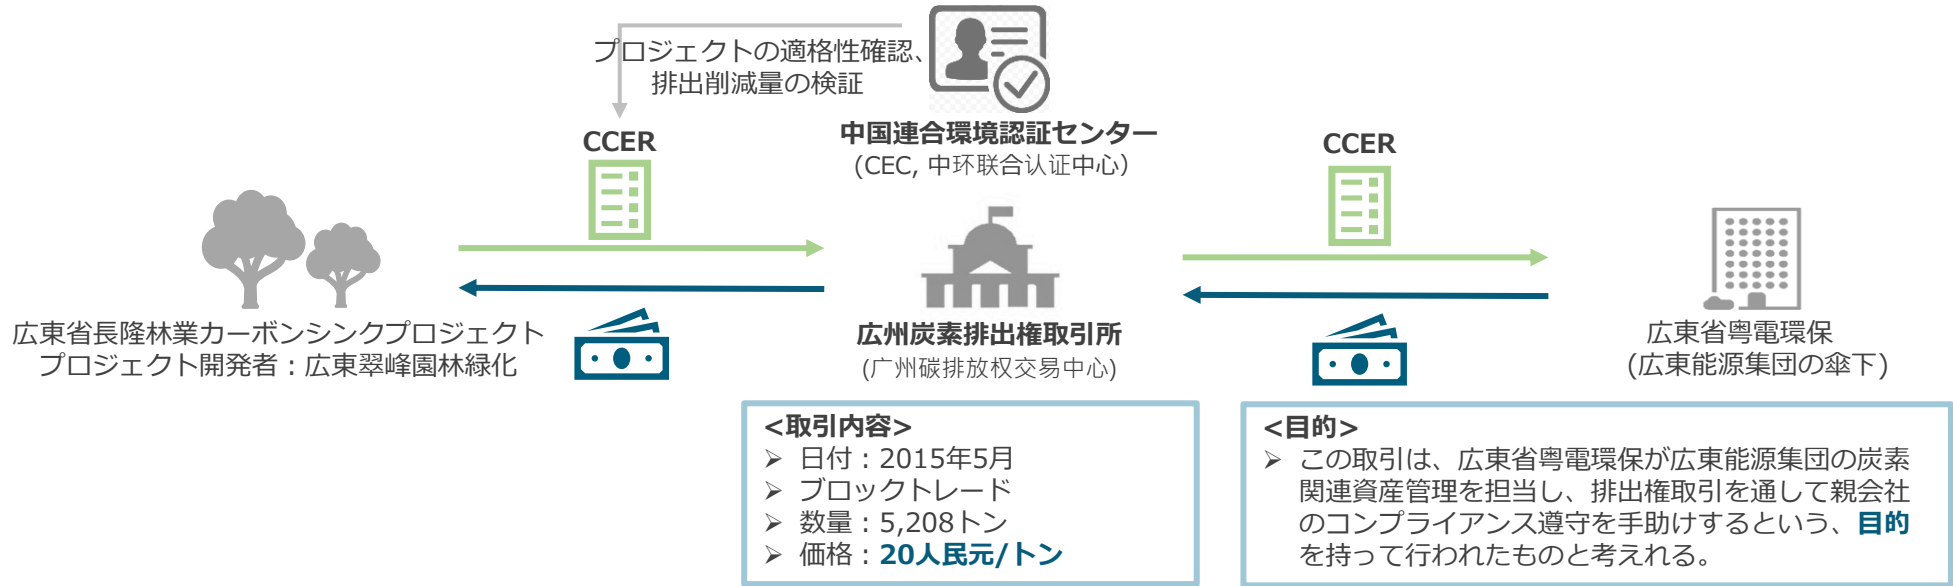 プロジェクトの適格性確認、
排出削減量の検証
CCER
中国連合環境認証センター
(CEC, 中环联合认证中心)
CCER
広東省長隆林業カーボンシンクプロジェクト
プロジェクト開発者：広東翠峰園林緑化
広州炭素排出権取引所
(广州碳排放权交易中心)
広東省粤電環保
(広東能源集団の傘下)
<取引内容>
➢ 日付：2015年5月
➢ ブロックトレード
➢ 数量：5,208トン
➢ 価格：20人民元/トン
<目的>
➢ この取引は、広東省粤電環保が広東能源集団の炭素
関連資産管理を担当し、排出権取引を通して親会社
のコンプライアンス遵守を手助けするという、目的
を持って行われたものと考えれる。